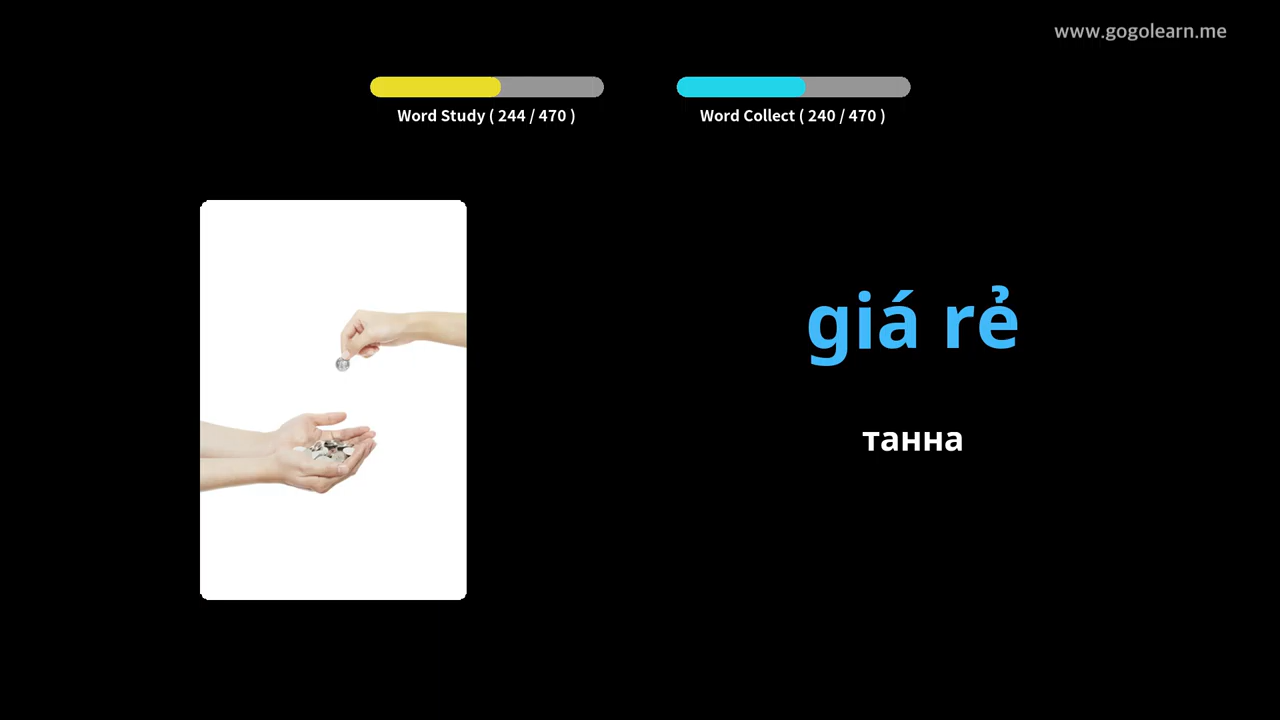 www.gogolearn.me
Word Study ( 244 / 470 )
Word Collect ( 240 / 470 )
giá rẻ
танна